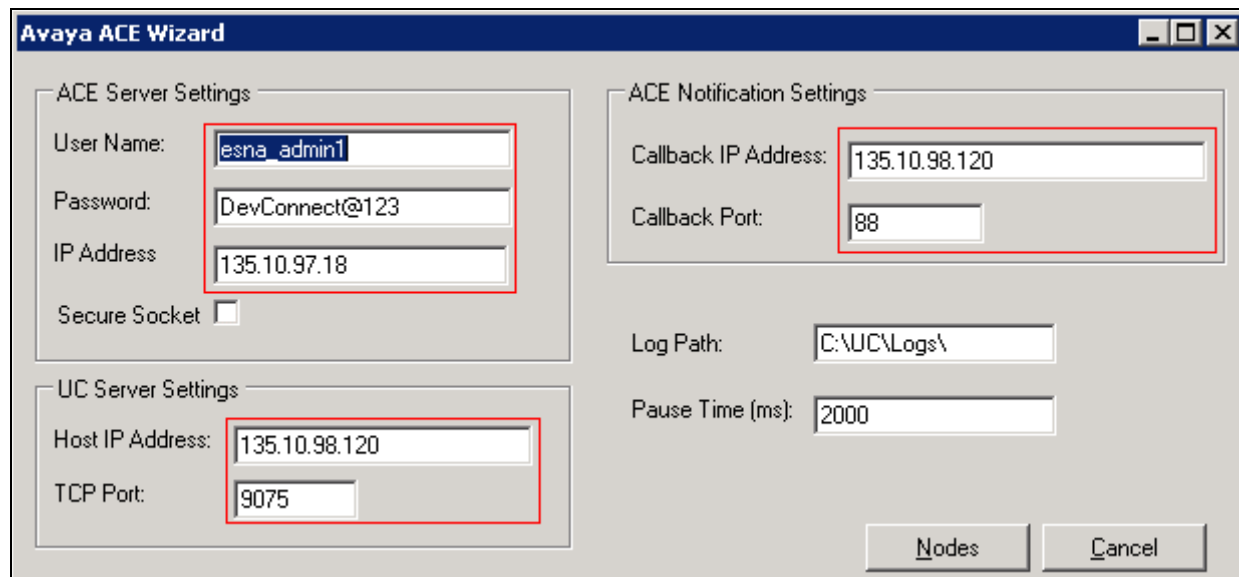 Avaya ACE Wizard
ACE Server Settings
User Name: esna_admin1
Password: DevConnect@123
IP Address 135.10.97.18
Secure Socket
UC Server Settings
Host IP Address: 135.10.98.120
TCP Port: 9075
ACE Notification Settings
Callback IP Address: 135.10.98.120
Callback Port: 88
Log Path: C:\UC\Logs\
Pause Time (ms): 2000
Nodes Cancel